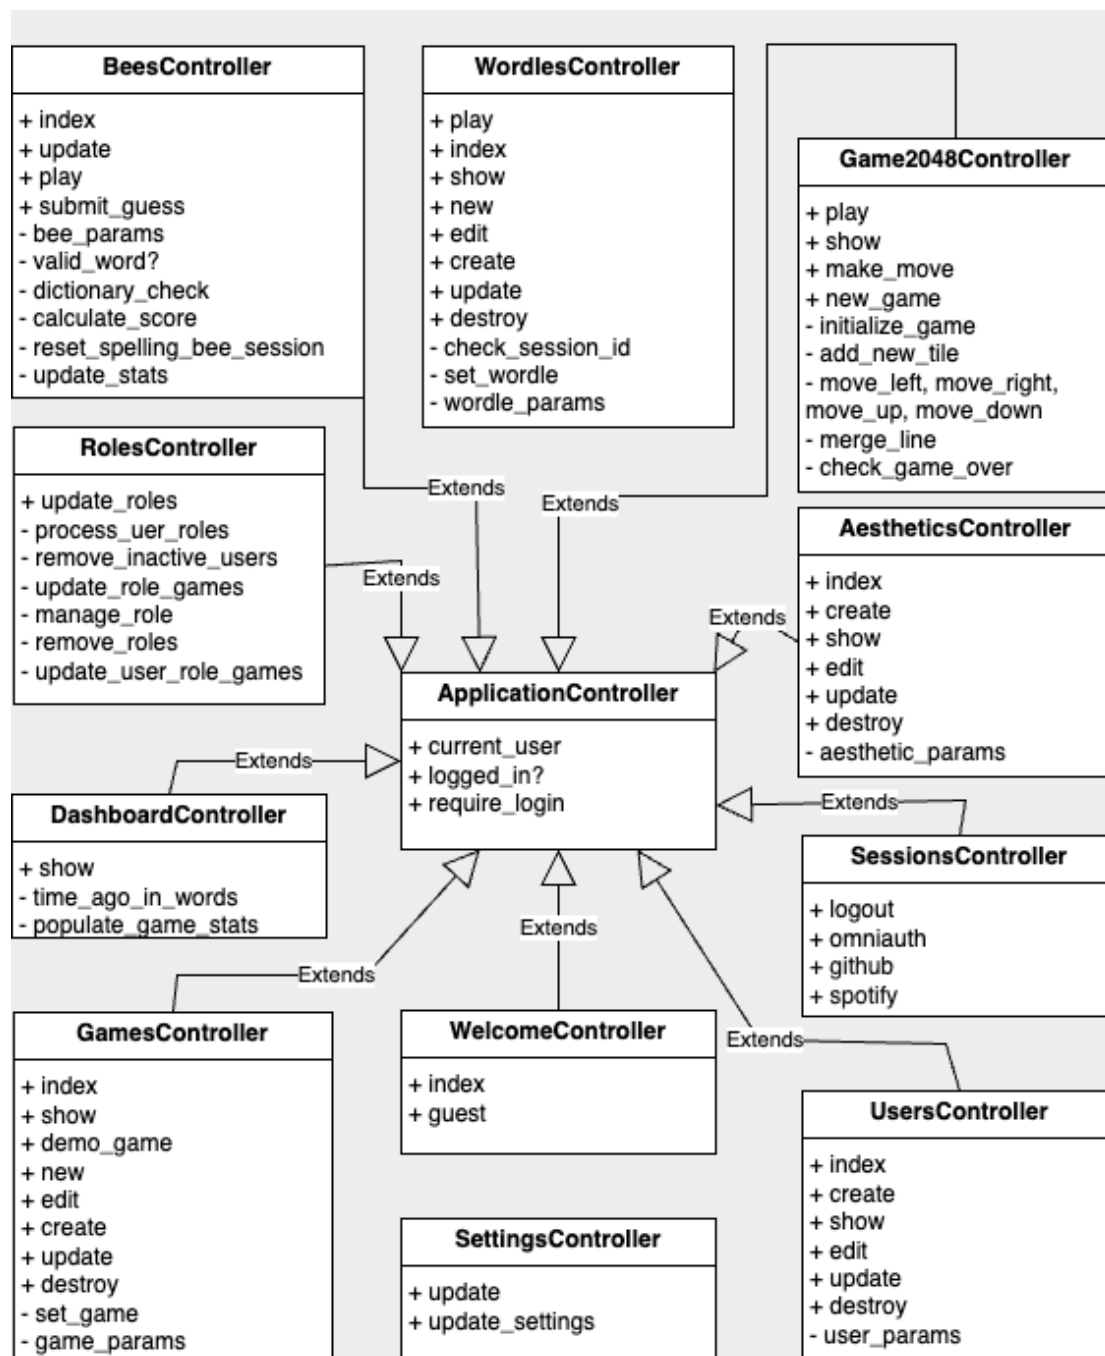 BeesController
+ index
+ update
+ play
+ submit_guess
- bee_params
- valid_word?
- dictionary_check
- calculate_score
- reset_spelling_bee_session
- update_stats
WordlesController
+ play
+ index
+ show
+ new
+ edit
+ create
+ update
+ destroy
- check_session_id
- set_wordle
- wordle_params
Game2048Controller
+ play
+ show
+ make_move
+ new_game
- initialize_game
- add_new_tile
- move_left, move_right,
move_up, move_down
- merge_line
- check_game_over
RolesController
+ update_roles
- process_uer_roles
- remove_inactive_users
- update_role_games
- manage_role
- remove_roles
- update_user_role_games
Extends
Extends
Extends
AestheticsController
+ index
+ create
+ show
+ edit
+ update
+ destroy
- aesthetic_params
Extends
ApplicationController
+ current_user
+ logged_in?
+ require_login
Extends
DashboardController
+ show
- time_ago_in_words
- populate_game_stats
Extends
SessionsController
+ logout
+ omniauth
+ github
+ spotify
Extends
Extends
Extends
GamesController
+ index
+ show
+ demo_game
+ new
+ edit
+ create
+ update
+ destroy
- set_game
- game_params
WelcomeController
+ index
+ guest
UsersController
+ index
+ create
+ show
+ edit
+ update
+ destroy
- user_params
SettingsController
+ update
+ update_settings